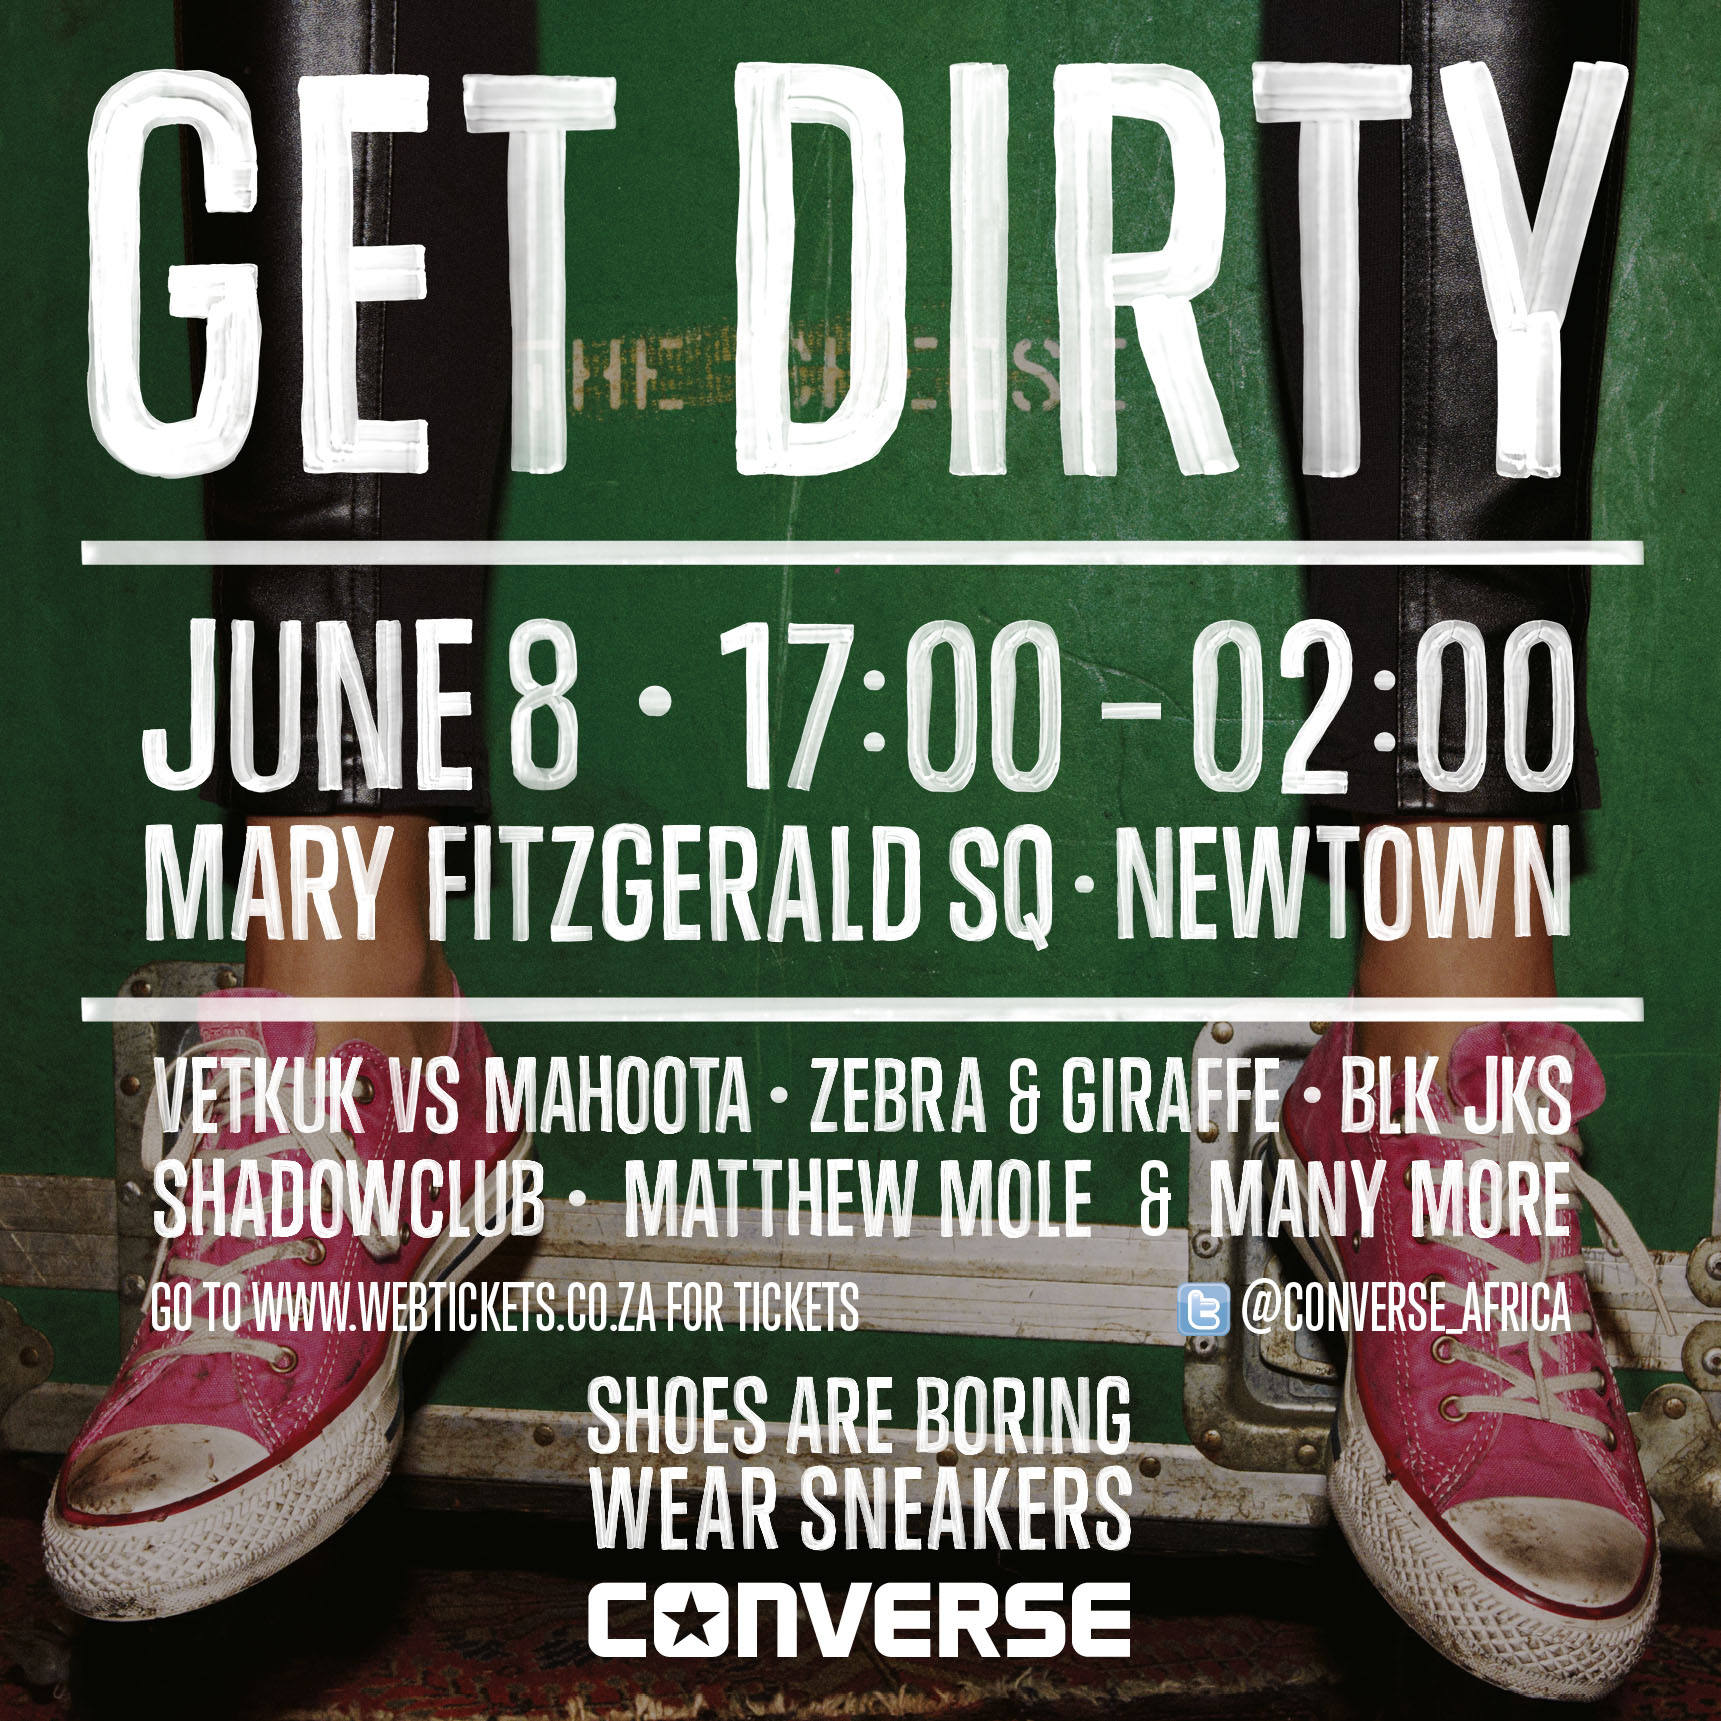 GET DIRTY
THE CHEESE
JUNE 8 · 17:00 – 02:00
MARY FITZGERALD SQ · NEWTOWN
VETKUK VS MAHOOTA · ZEBRA & GIRAFFE · BLK JKS
SHADOWCLUB · MATTHEW MOLE & MANY MORE
GO TO WWW.WEBTICKETS.CO.ZA FOR TICKETS
@CONVERSE_AFRICA
SHOES ARE BORING
WEAR SNEAKERS
CONVERSE